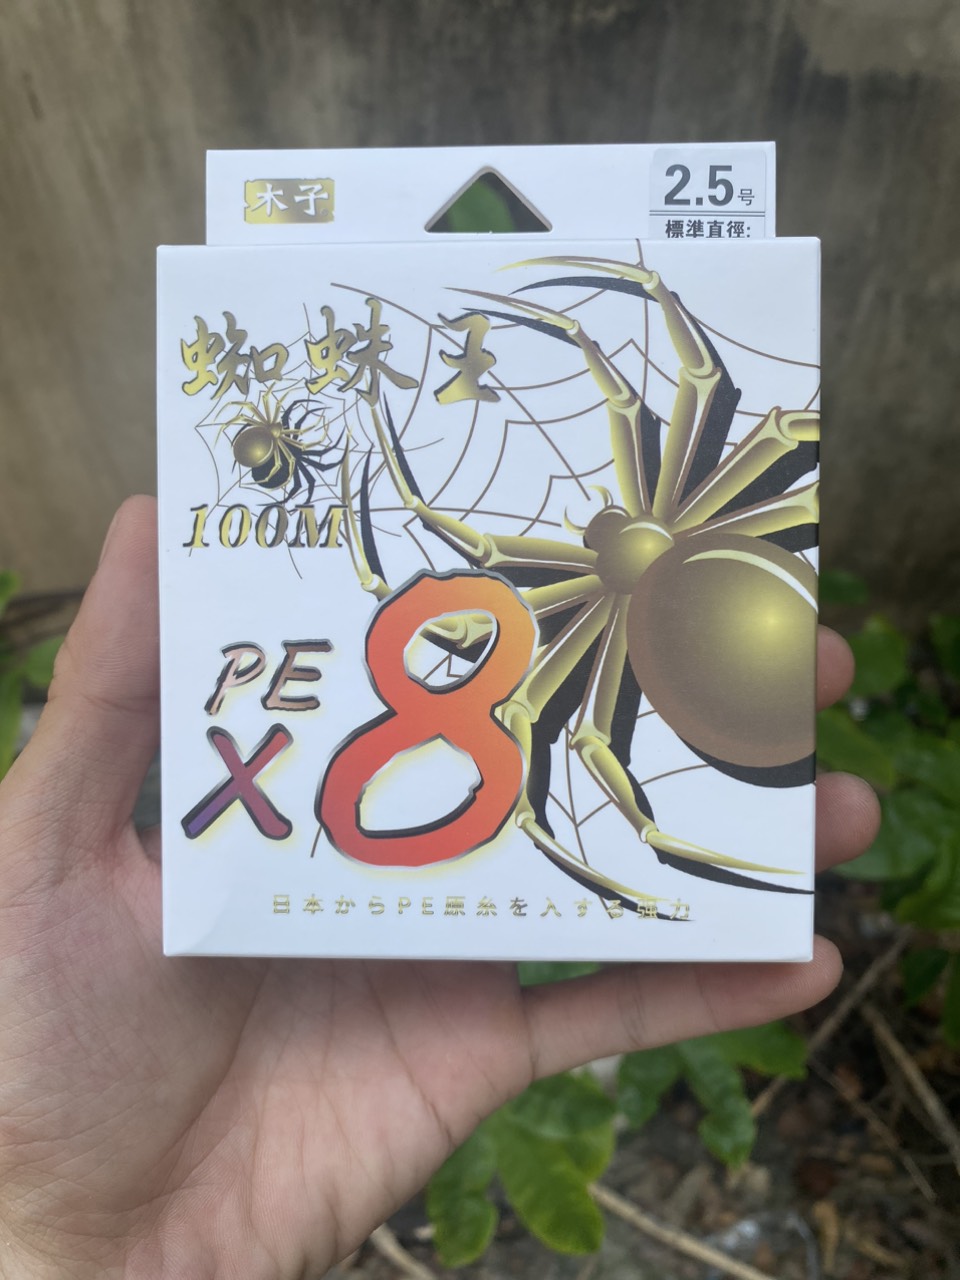 木子
2.5号
標準直徑:
蜘蛛王
100M
PE
X8
日本からPE原糸を入する强力